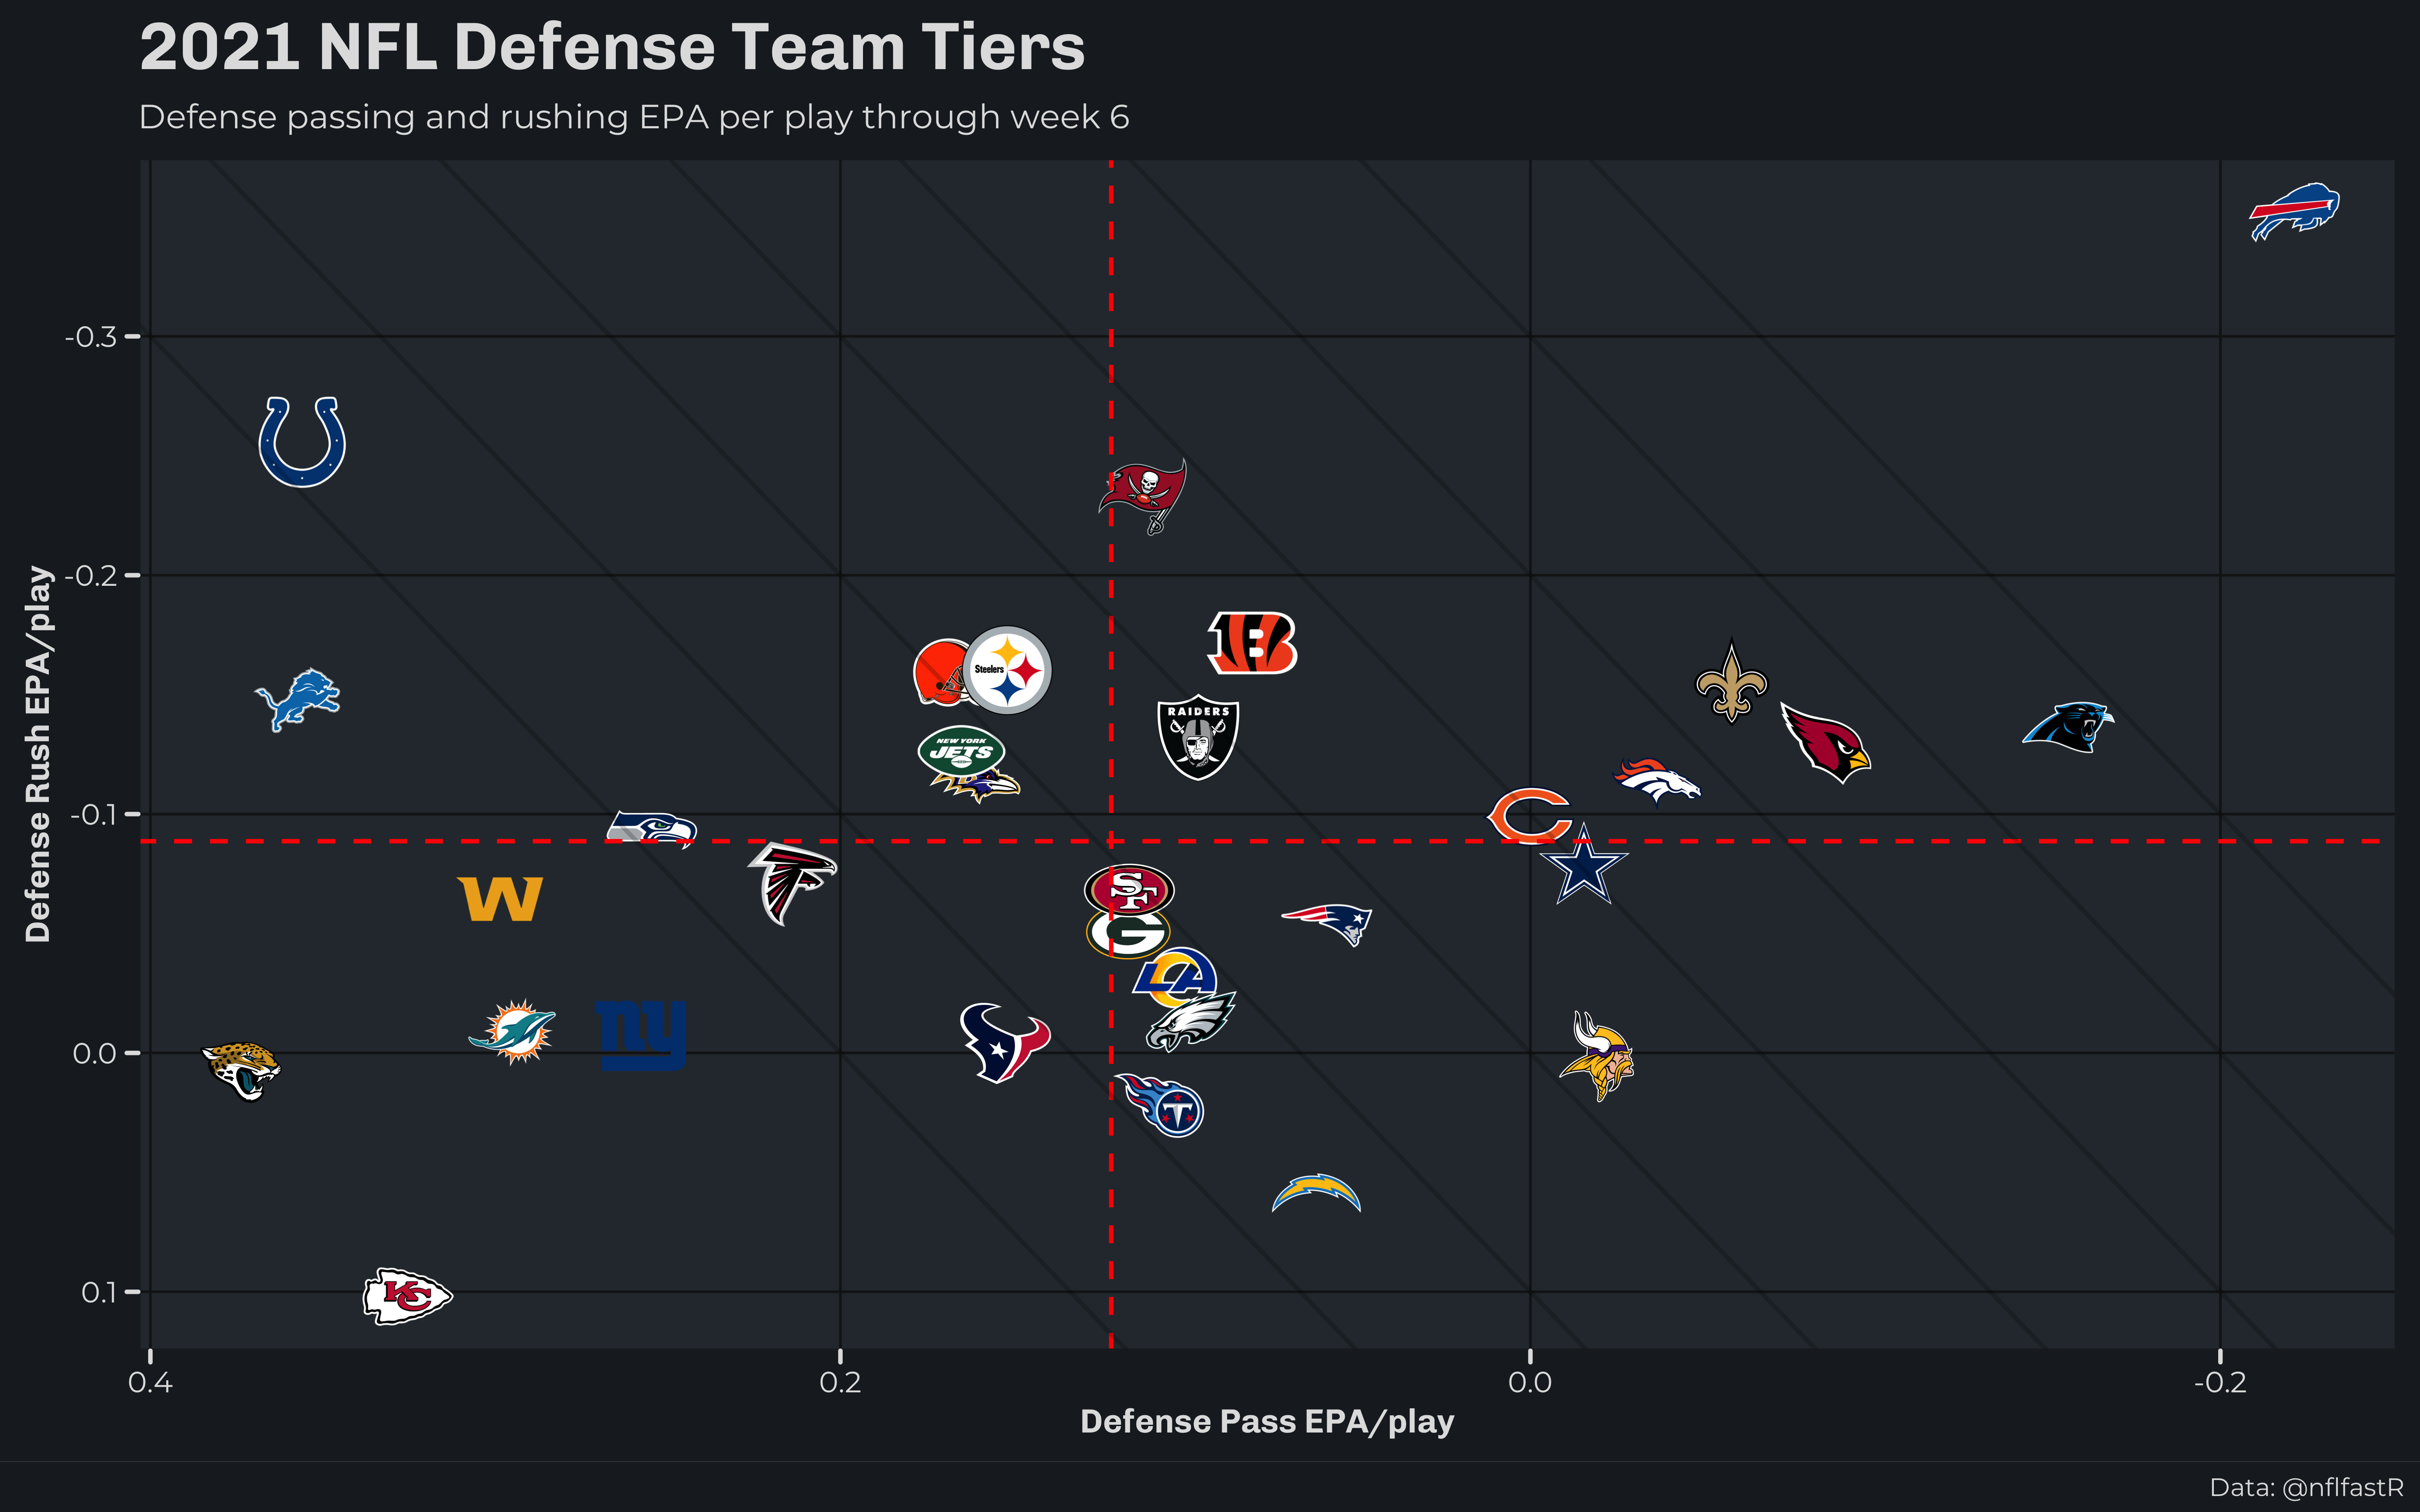 2021 NFL Defense Team Tiers
Defense passing and rushing EPA per play through week 6
Defense Rush EPA/play
-0.3
-0.2
-0.1
0.0
0.1
Steelers
B
RAIDERS
NEW YORK
JETS
C
W
SF
G
LA
ny
T
KC
0.4
0.2
0.0
-0.2
Defense Pass EPA/play
Data: @nflfastR